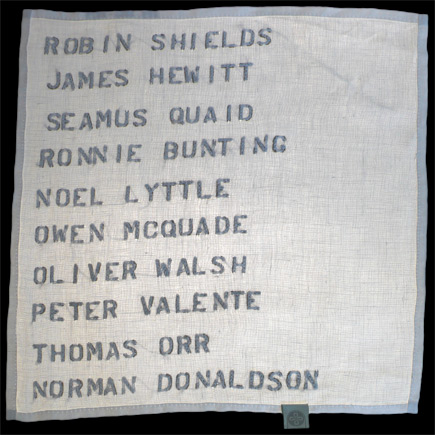 ROBIN SHIELDS
JAMES HEWITT
SEAMUS QUAID
RONNIE BUNTING
NOEL LYTTLE
OWEN MCQUADE
OLIVER WALSH
PETER VALENTE
THOMAS ORR
NORMAN DONALDSON